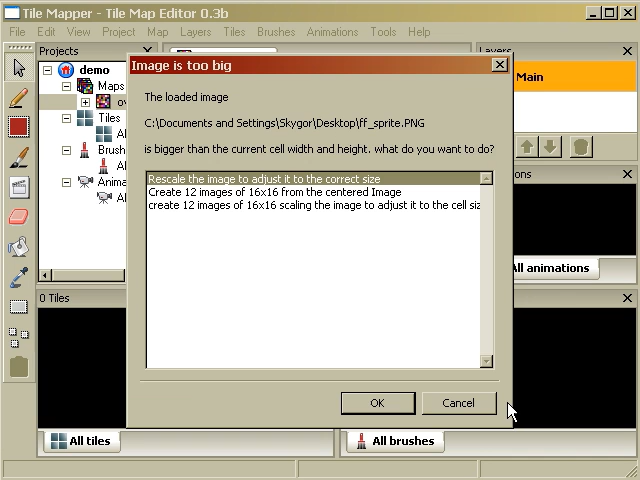 Tile Mapper - Tile Map Editor 0.3b
File Edit View Project Map Layers Tiles Brushes Animations Tools Help
Projects
demo
Maps
Tiles
Image is too big
The loaded image
C:\Documents and Settings\Skygor\Desktop\ff_sprite.PNG
is bigger than the current cell width and height. what do you want to do?
Rescale the image to adjust it to the correct size
Create 12 images of 16x16 from the centered Image
create 12 images of 16x16 scaling the image to adjust it to the cell siz
OK Cancel
Layers
Main
All animations
0 Tiles
All tiles
All brushes